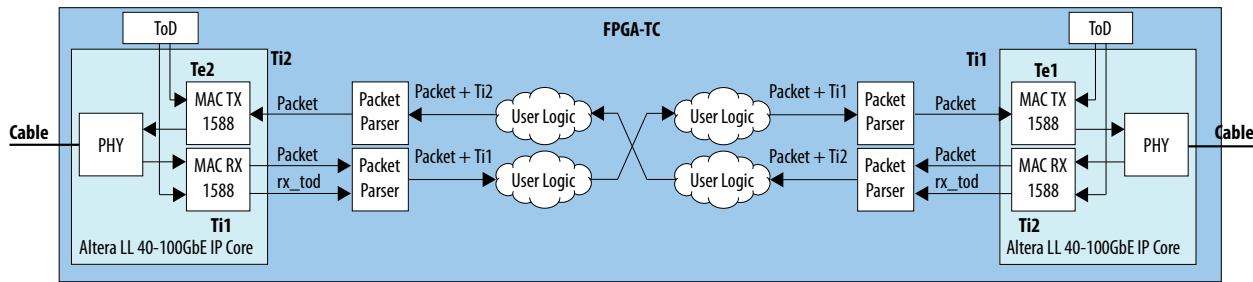 FPGA-TC
ToD
ToD
Ti2
Ti1
Te2
Te1
MAC TX
1588
Packet
Packet
Parser
Packet + Ti2
User Logic
User Logic
Packet + Ti1
Packet
Parser
Packet
MAC TX
1588
Cable
PHY
PHY
Cable
MAC RX
1588
Packet
rx_tod
Packet
Parser
Packet + Ti1
User Logic
User Logic
Packet + Ti2
Packet
Parser
Packet
rx_tod
MAC RX
1588
Ti1
Ti2
Altera LL 40-100GbE IP Core
Altera LL 40-100GbE IP Core